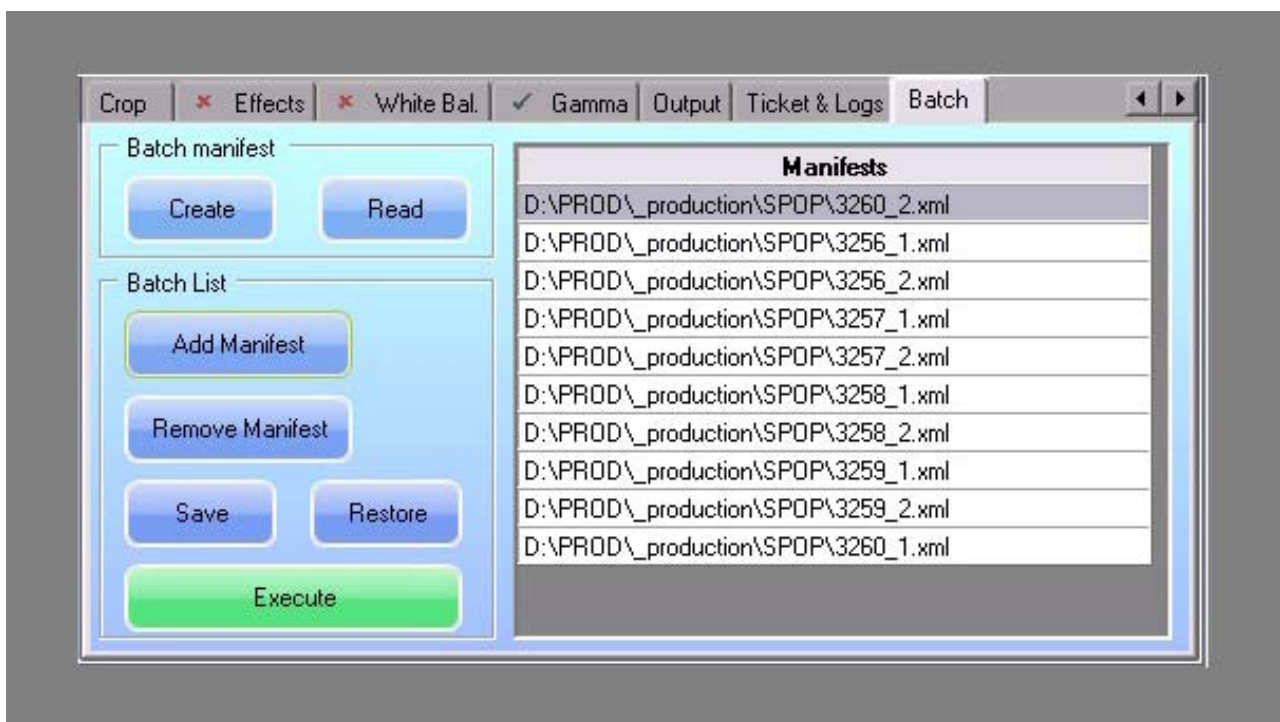 Crop Effects White Bal. Gamma Output Ticket & Logs Batch
Batch manifest
Create Read
Batch List
Add Manifest
Remove Manifest
Save Restore
Execute
Manifests
D:\PROD\_production\SPOP\3260_2.xml
D:\PROD\_production\SPOP\3256_1.xml
D:\PROD\_production\SPOP\3256_2.xml
D:\PROD\_production\SPOP\3257_1.xml
D:\PROD\_production\SPOP\3257_2.xml
D:\PROD\_production\SPOP\3258_1.xml
D:\PROD\_production\SPOP\3258_2.xml
D:\PROD\_production\SPOP\3259_1.xml
D:\PROD\_production\SPOP\3259_2.xml
D:\PROD\_production\SPOP\3260_1.xml